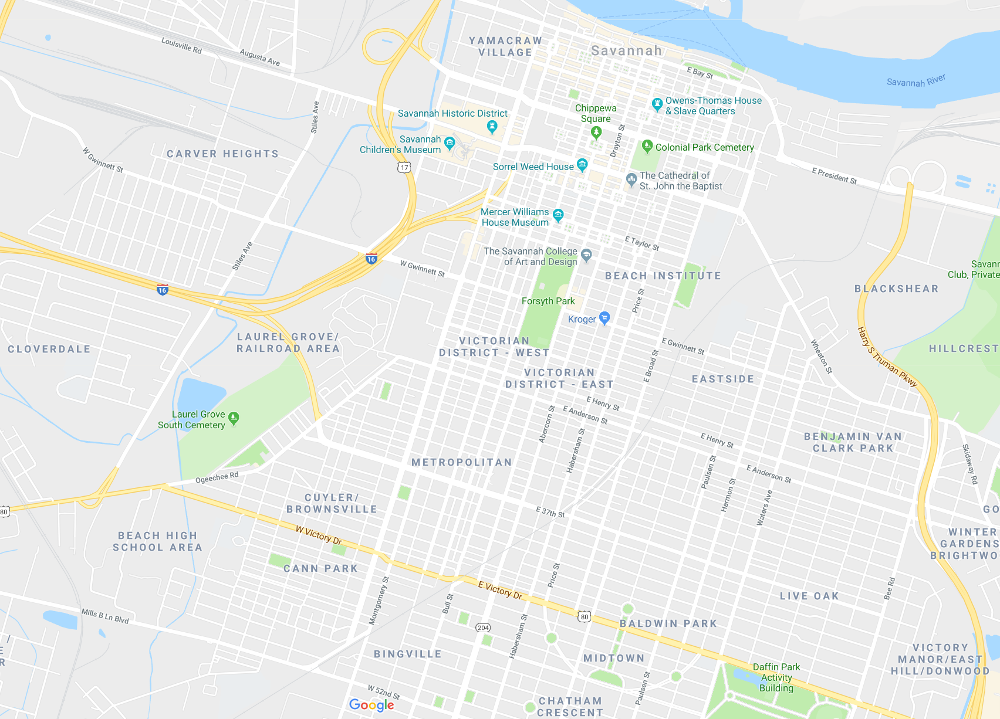 Louisville Rd
Augusta Ave
YAMACRAW
VILLAGE
Savannah
E Bay St
Savannah River
Owens-Thomas House
& Slave Quarters
Chippewa
Square
Savannah Historic District
Stiles Ave
Savannah
Children's Museum
Drayton St
Colonial Park Cemetery
W Gwinnett St
CARVER HEIGHTS
17
Sorrel Weed House
The Cathedral of
St. John the Baptist
E President St
Mercer Williams
House Museum
E Taylor St
Stiles Ave
16
The Savannah College
of Art and Design
W Gwinnett St
BEACH INSTITUTE
Savanr
Club, Private
16
BLACKSHEAR
Price St
Forsyth Park
Kroger
LAUREL GROVE/
RAILROAD AREA
CLOVERDALE
VICTORIAN
DISTRICT - WEST
E Gwinnett St
Wheaton St
Harry S Truman Pkwy
HILLCREST
E Broad St
VICTORIAN
DISTRICT - EAST
EASTSIDE
E Henry St
E Anderson St
Abercorn St
Laurel Grove
South Cemetery
Habersham St
E Henry St
BENJAMIN VAN
CLARK PARK
Skidaway Rd
METROPOLITAN
Paulsen St
E Anderson St
Ogeechee Rd
Harmon St
Waters Ave
80
CUYLER/
BROWNSVILLE
E 37th St
GO
BEACH HIGH
SCHOOL AREA
W Victory Dr
WINTER
GARDENS
BRIGHTWO
CANN PARK
Price St
Montgomery St
Bull St
E Victory Dr
Bee Rd
LIVE OAK
Mills B Ln Blvd
80
BALDWIN PARK
204
Habersham St
/
E
R
BINGVILLE
MIDTOWN
VICTORY
MANOR/EAST
HILL/DONWOOD
Daffin Park
Activity
Building
Paulsen St
W 52nd St
Google
CHATHAM
CRESCENT